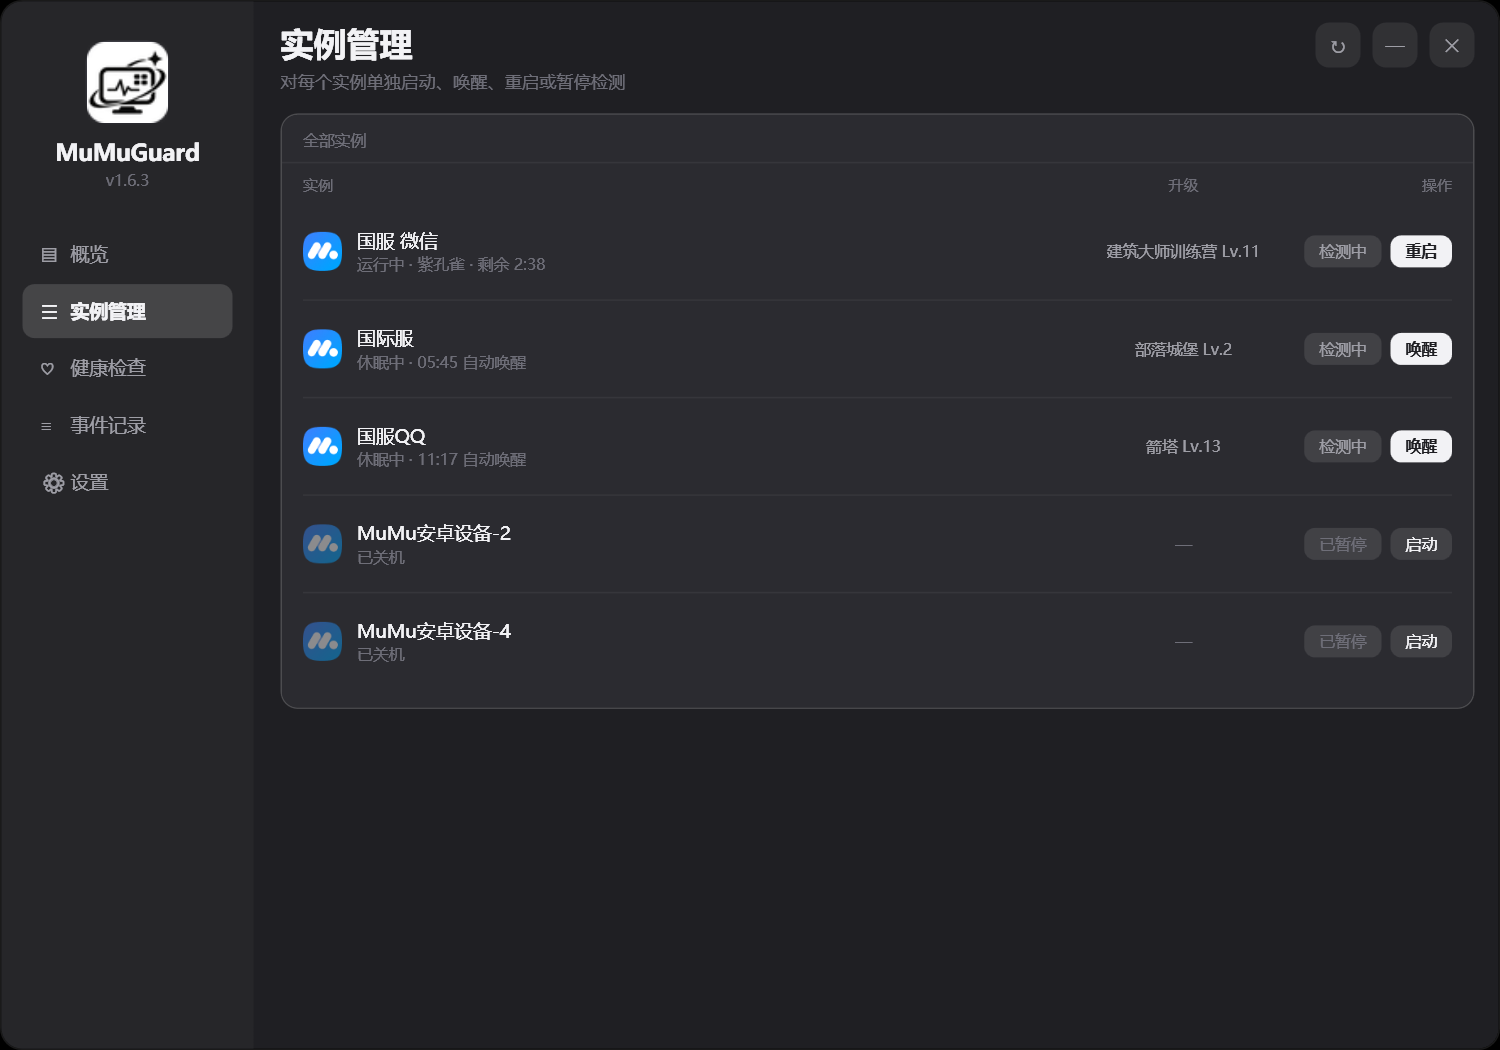 MuMuGuard
v1.6.3
概览
实例管理
健康检查
事件记录
设置
实例管理
对每个实例单独启动、唤醒、重启或暂停检测
全部实例
实例 升级 操作
国服 微信
运行中 · 紫孔雀 · 剩余 2:38
建筑大师训练营 Lv.11 检测中 重启
国际服
休眠中 · 05:45 自动唤醒
部落城堡 Lv.2 检测中 唤醒
国服QQ
休眠中 · 11:17 自动唤醒
箭塔 Lv.13 检测中 唤醒
MuMu安卓设备-2
已关机
— 已暂停 启动
MuMu安卓设备-4
已关机
— 已暂停 启动